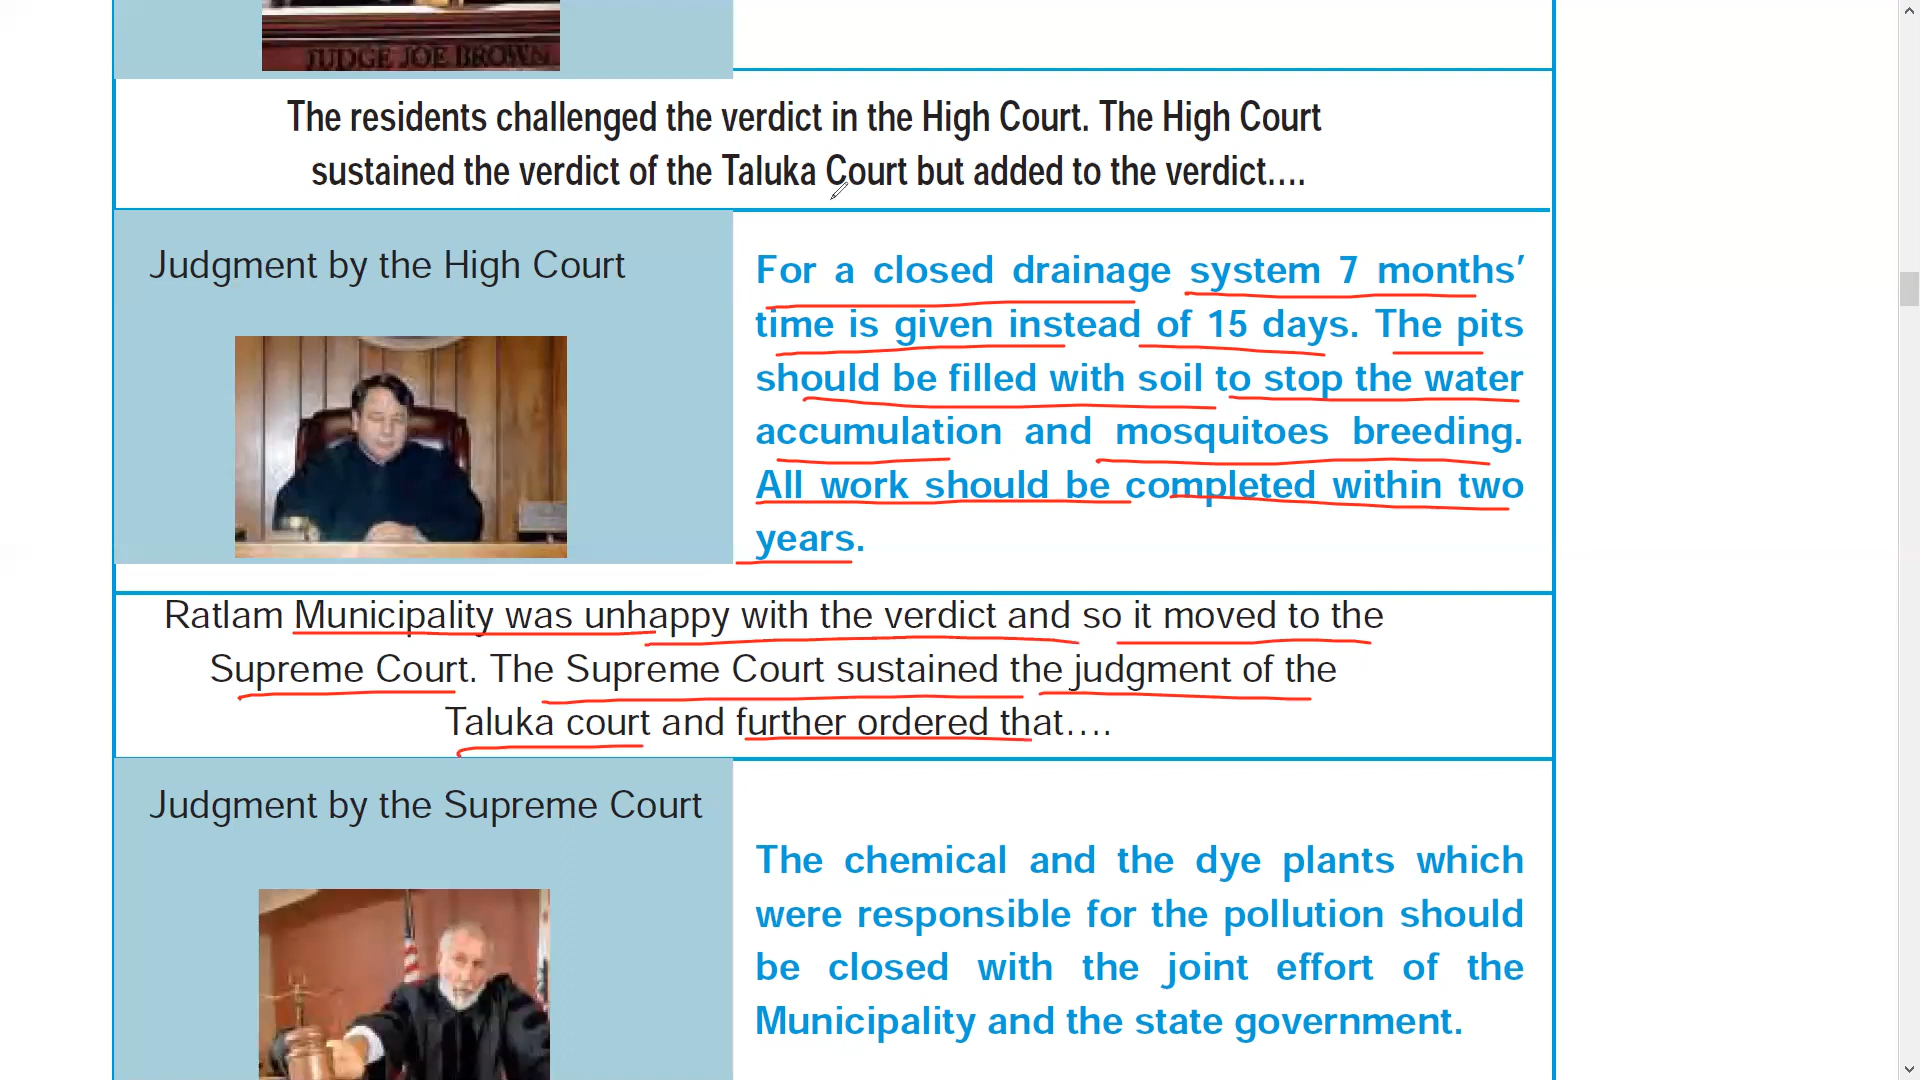 JUDGE JOE BROWN
The residents challenged the verdict in the High Court. The High Court
sustained the verdict of the Taluka Court but added to the verdict....
Judgment by the High Court
For a closed drainage system 7 months’
time is given instead of 15 days. The pits
should be filled with soil to stop the water
accumulation and mosquitoes breeding.
All work should be completed within two
years.
Ratlam Municipality was unhappy with the verdict and so it moved to the
Supreme Court. The Supreme Court sustained the judgment of the
Taluka court and further ordered that....
Judgment by the Supreme Court
The chemical and the dye plants which
were responsible for the pollution should
be closed with the joint effort of the
Municipality and the state government.